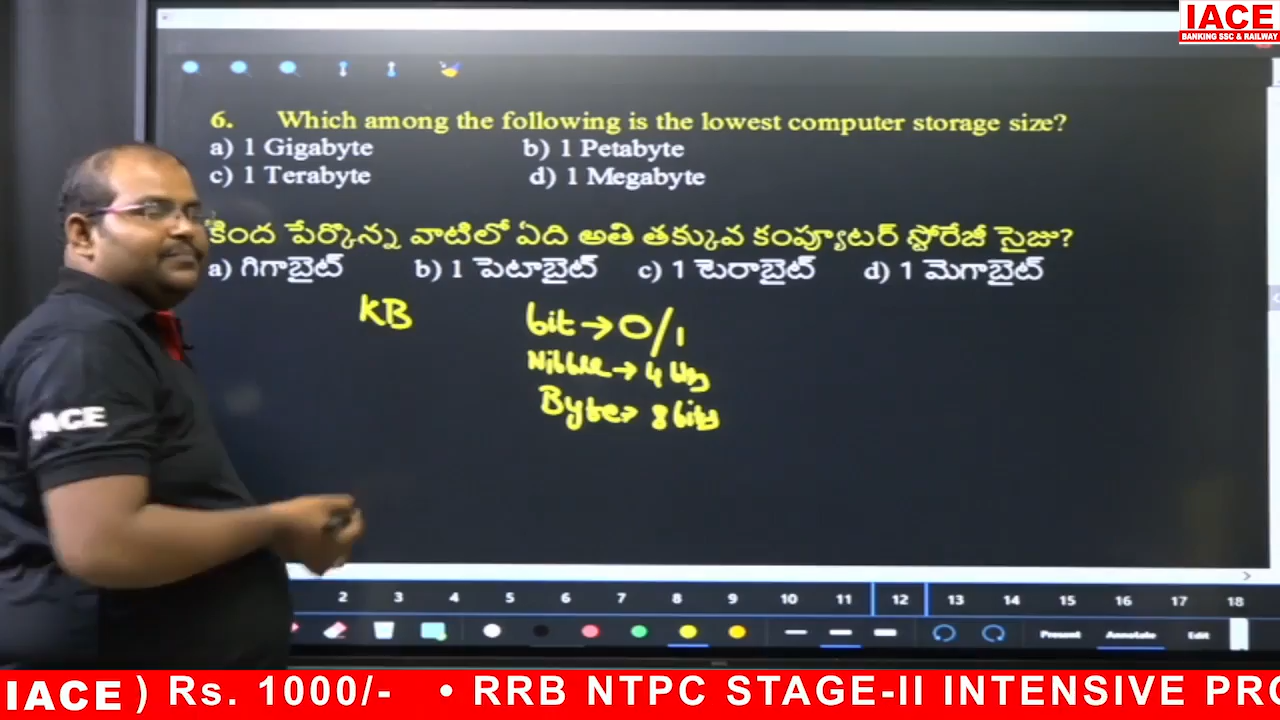 IACE
BANKING SSC & RAILWAY
6. Which among the following is the lowest computer storage size?
a) 1 Gigabyte b) 1 Petabyte
c) 1 Terabyte d) 1 Megabyte
కింద పేర్కొన్న వాటిలో ఏది అతి తక్కువ కంప్యూటర్ స్టోరేజీ సైజు?
a) గిగాబైట్ b) 1 పెటాబైట్ c) 1 టెరాబైట్ d) 1 మెగాబైట్
KB bit → 0/1
Nibble → 4 bits
Byte → 8 bits
IACE
2 3 4 5 6 7 8 9 10 11 12 13 14 15 16 17 18
Present Annotate Edit
IACE ) Rs. 1000/- • RRB NTPC STAGE-II INTENSIVE PRO